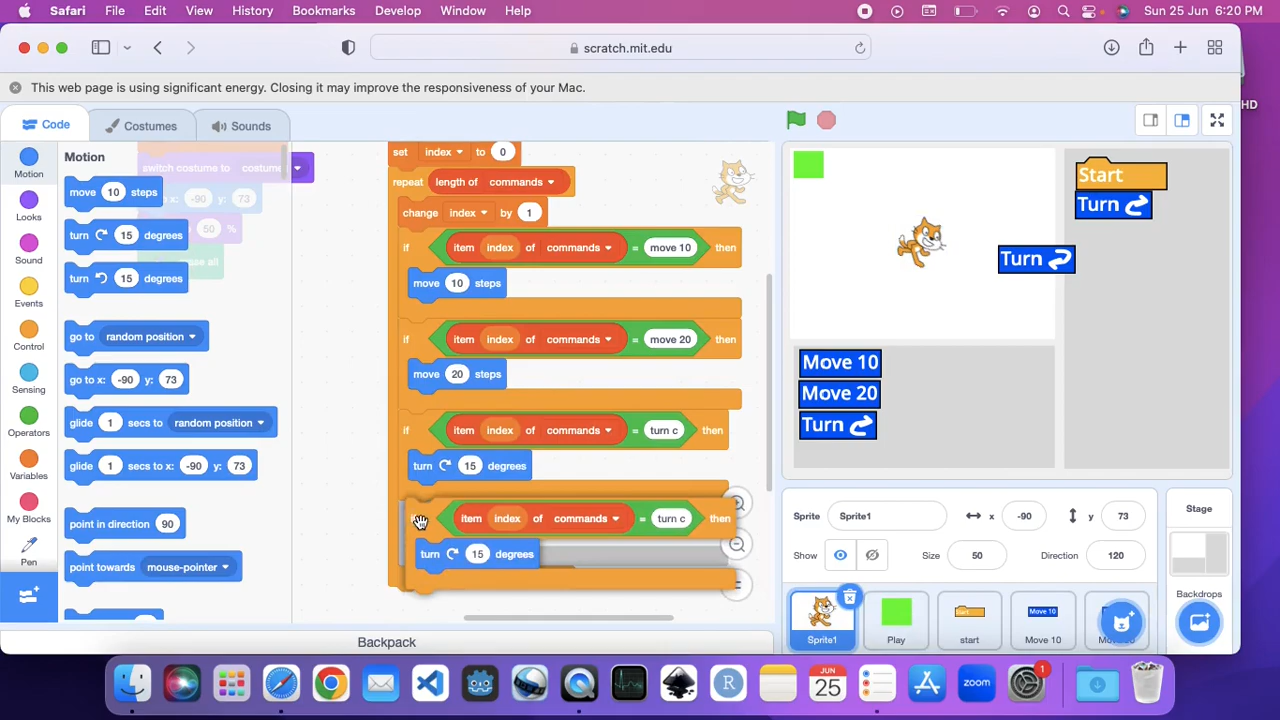 Safari File Edit View History Bookmarks Develop Window Help Sun 25 Jun 6:20 PM
scratch.mit.edu
This web page is using significant energy. Closing it may improve the responsiveness of your Mac.
Code Costumes Sounds
Motion
Looks
Sound
Events
Control
Sensing
Operators
Variables
My Blocks
Pen
Motion
move 10 steps
turn 15 degrees
turn 15 degrees
go to random position
go to x: -90 y: 73
glide 1 secs to random position
glide 1 secs to x: -90 y: 73
point in direction 90
point towards mouse-pointer
set index to 0
repeat length of commands
change index by 1
if item index of commands = move 10 then
move 10 steps
if item index of commands = move 20 then
move 20 steps
if item index of commands = turn c then
turn 15 degrees
item index of commands = turn c then
turn 15 degrees
Backpack
Start
Turn
Turn
Move 10
Move 20
Turn
Sprite Sprite1 x -90 y 73
Show Size 50 Direction 120
Sprite1
Play
start
Move 10
Stage
Backdrops
HD
JUN
25
zoom
1